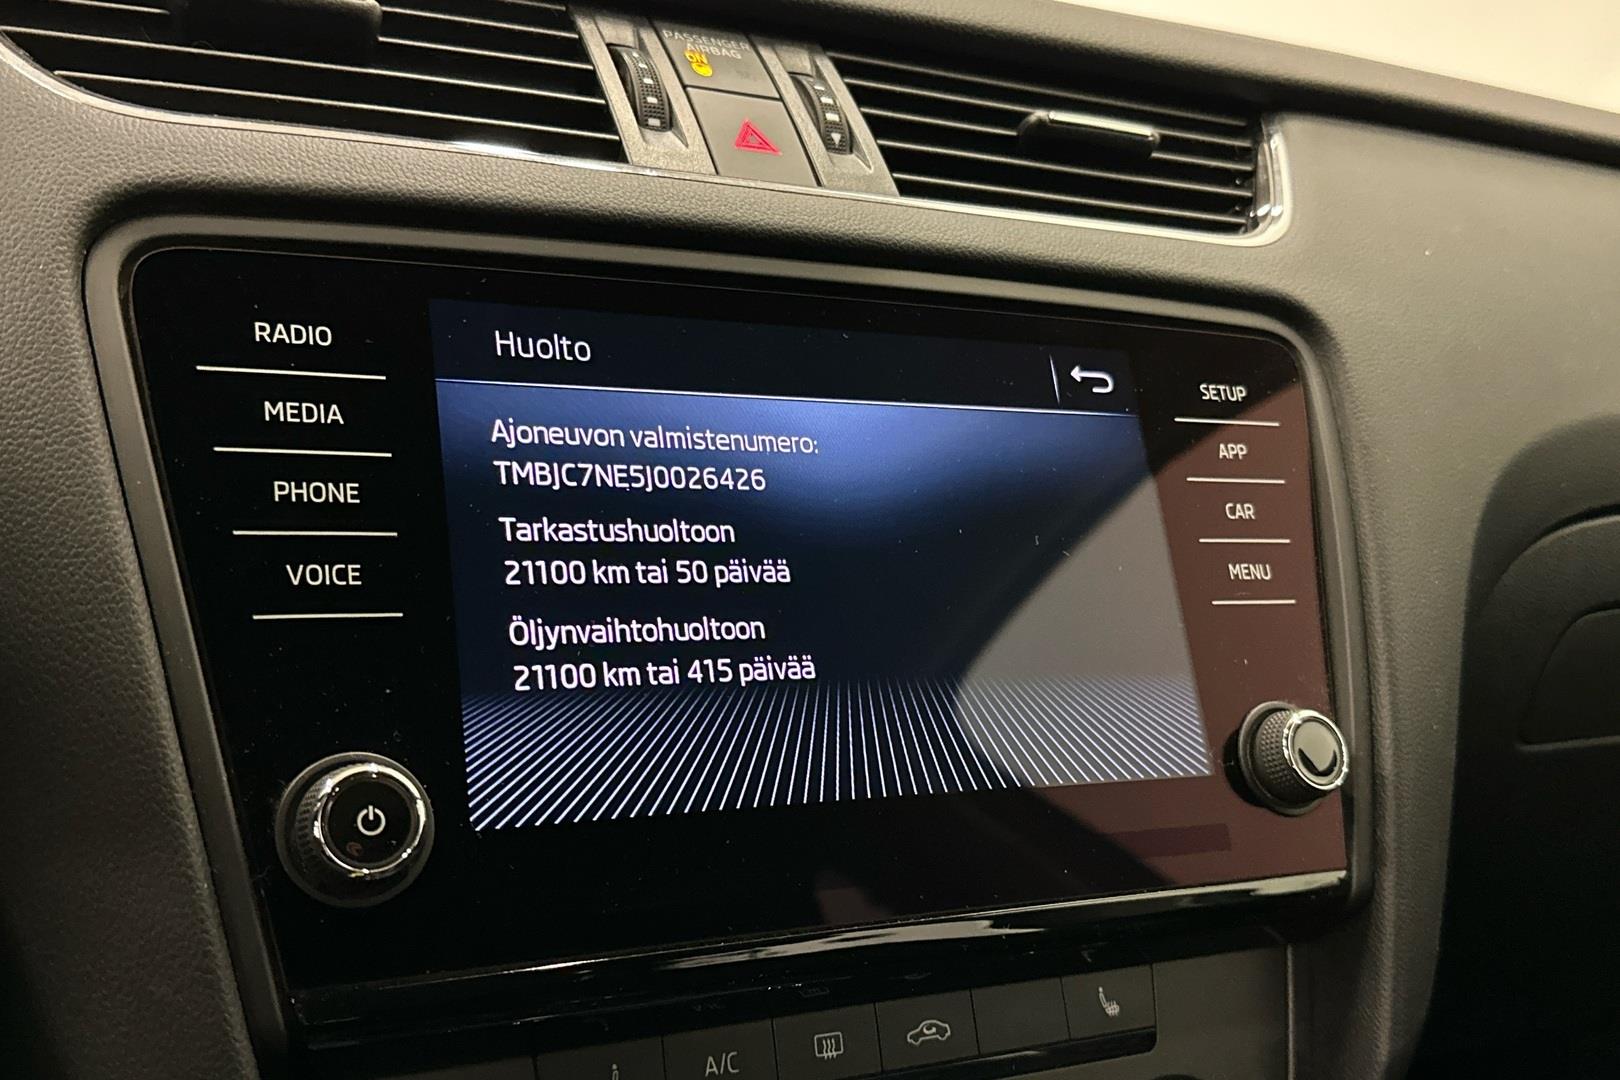 PASSENGER
AIRBAG
ON
RADIO
MEDIA
PHONE
VOICE
Huolto
Ajoneuvon valmistenumero:
TMBJC7NE5J0026426
Tarkastushuoltoon
21100 km tai 50 päivää
Öljynvaihtohuoltoon
21100 km tai 415 päivää
SETUP
APP
CAR
MENU
A/C